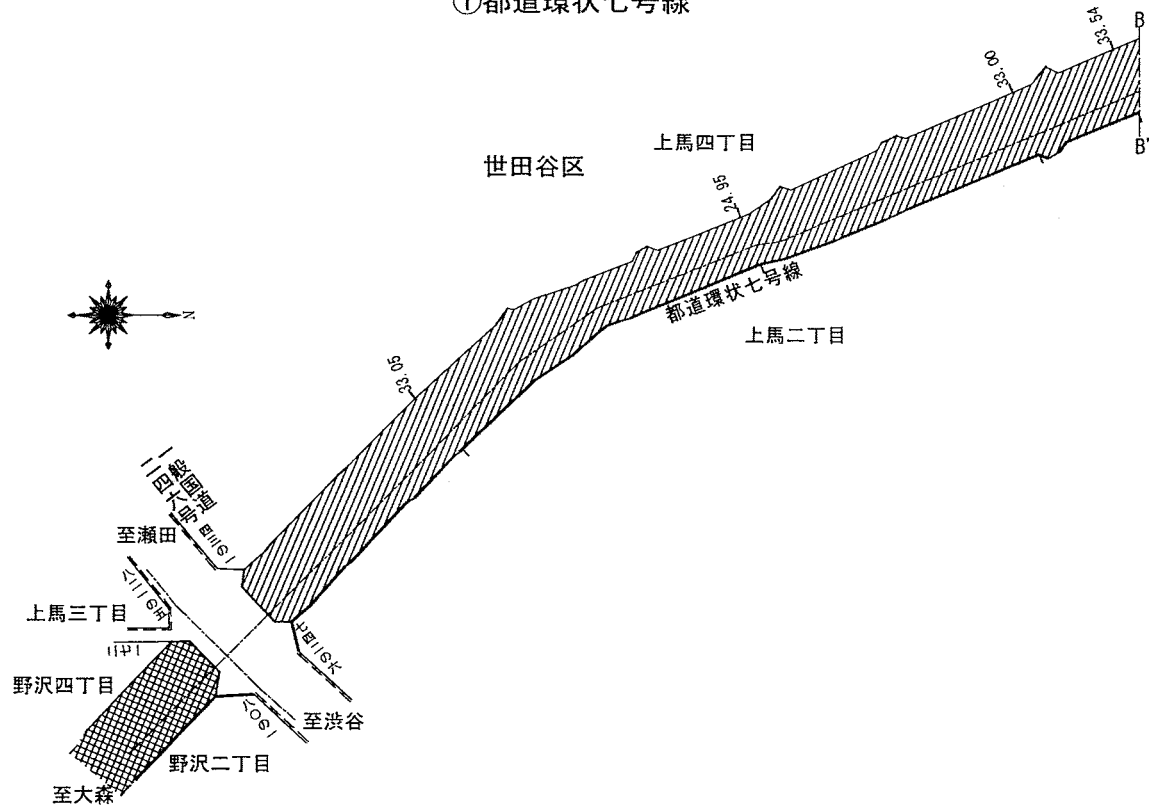 ①都道環状七号線
B
33.54
33.00
上馬四丁目
世田谷区
B'
24.95
都道環状七号線
上馬二丁目
N
33.05
一般国道
二四六号
至瀬田
上馬三丁目
野沢四丁目
至渋谷
野沢二丁目
至大森